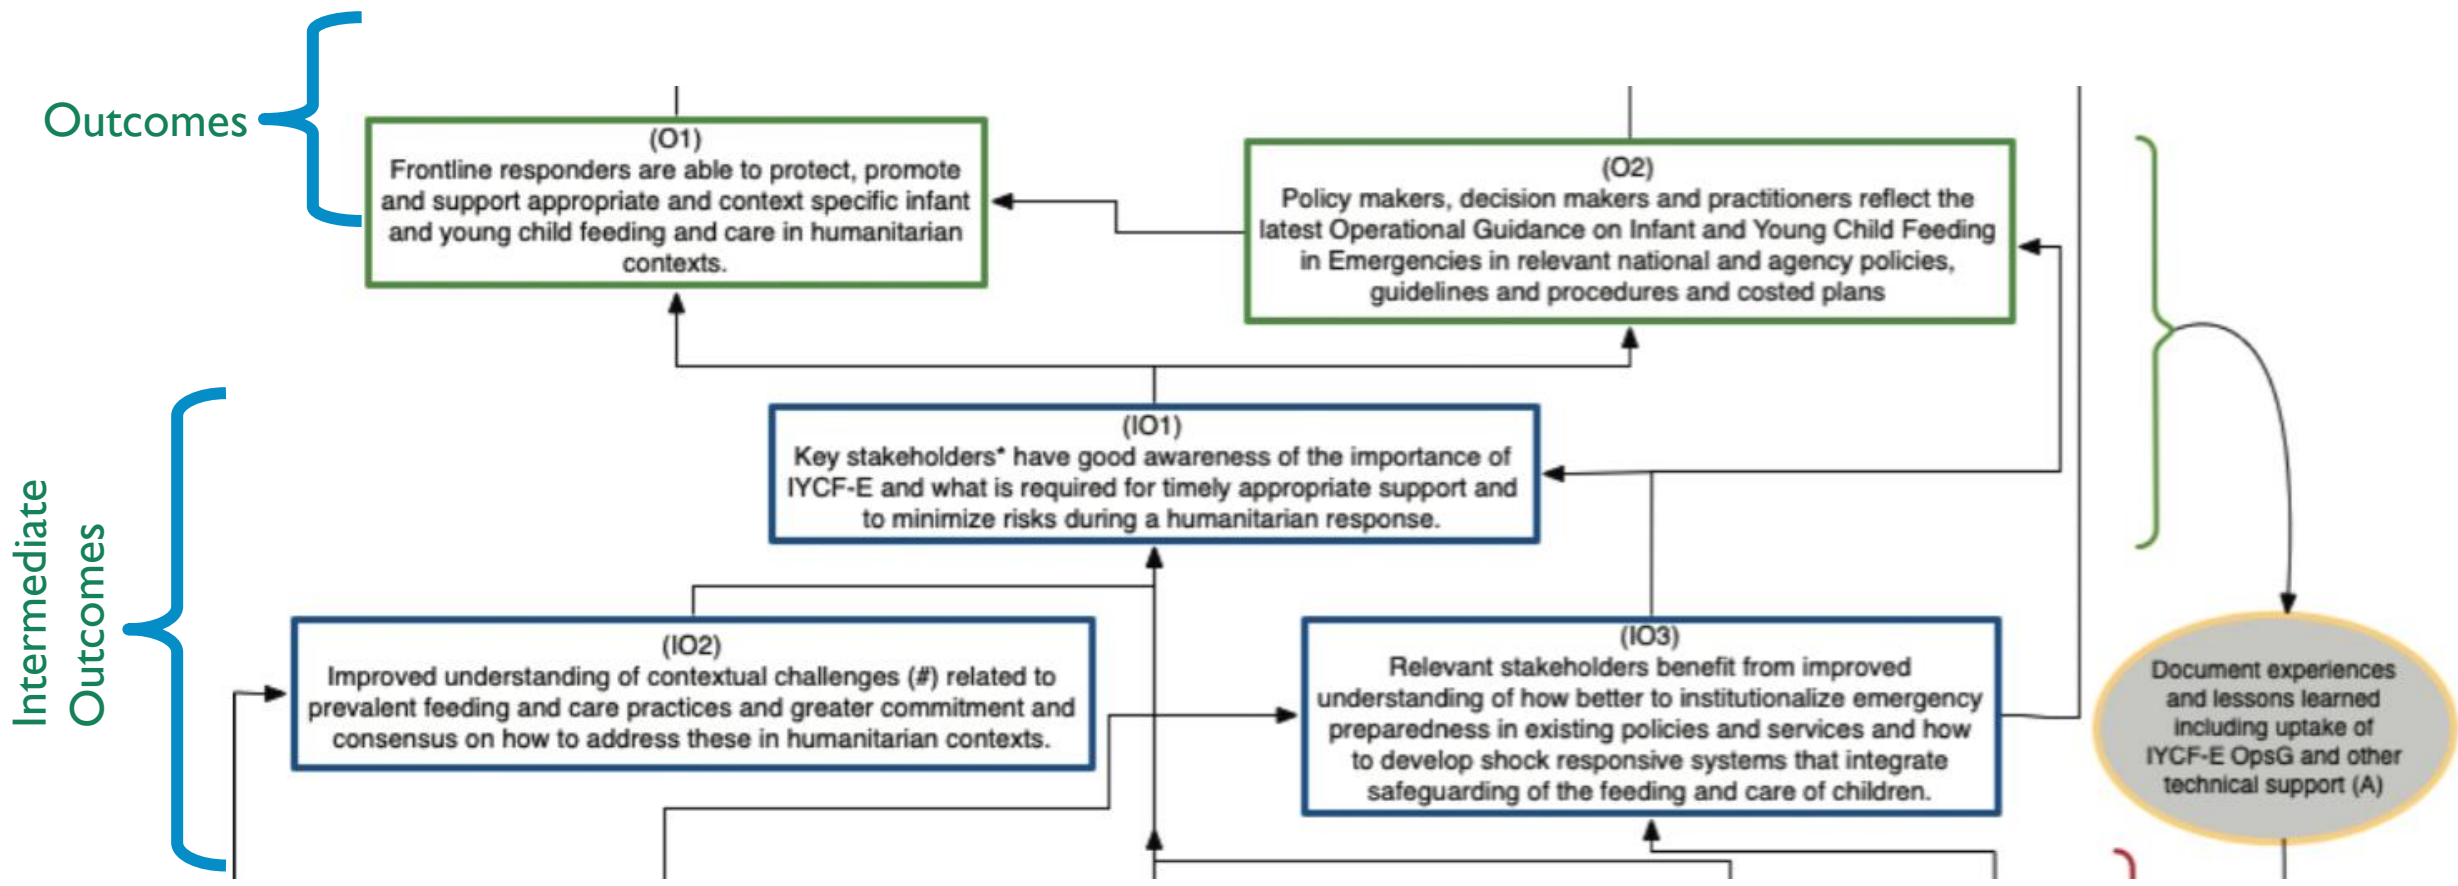 Outcomes
(O1)
Frontline responders are able to protect, promote
and support appropriate and context specific infant
and young child feeding and care in humanitarian
contexts.
(O2)
Policy makers, decision makers and practitioners reflect the
latest Operational Guidance on Infant and Young Child Feeding
in Emergencies in relevant national and agency policies,
guidelines and procedures and costed plans
Intermediate
Outcomes
(IO1)
Key stakeholders* have good awareness of the importance of
IYCF-E and what is required for timely appropriate support and
to minimize risks during a humanitarian response.
(IO2)
Improved understanding of contextual challenges (#) related to
prevalent feeding and care practices and greater commitment and
consensus on how to address these in humanitarian contexts.
(IO3)
Relevant stakeholders benefit from improved
understanding of how better to institutionalize emergency
preparedness in existing policies and services and how
to develop shock responsive systems that integrate
safeguarding of the feeding and care of children.
Document experiences
and lessons learned
including uptake of
IYCF-E OpsG and other
technical support (A)